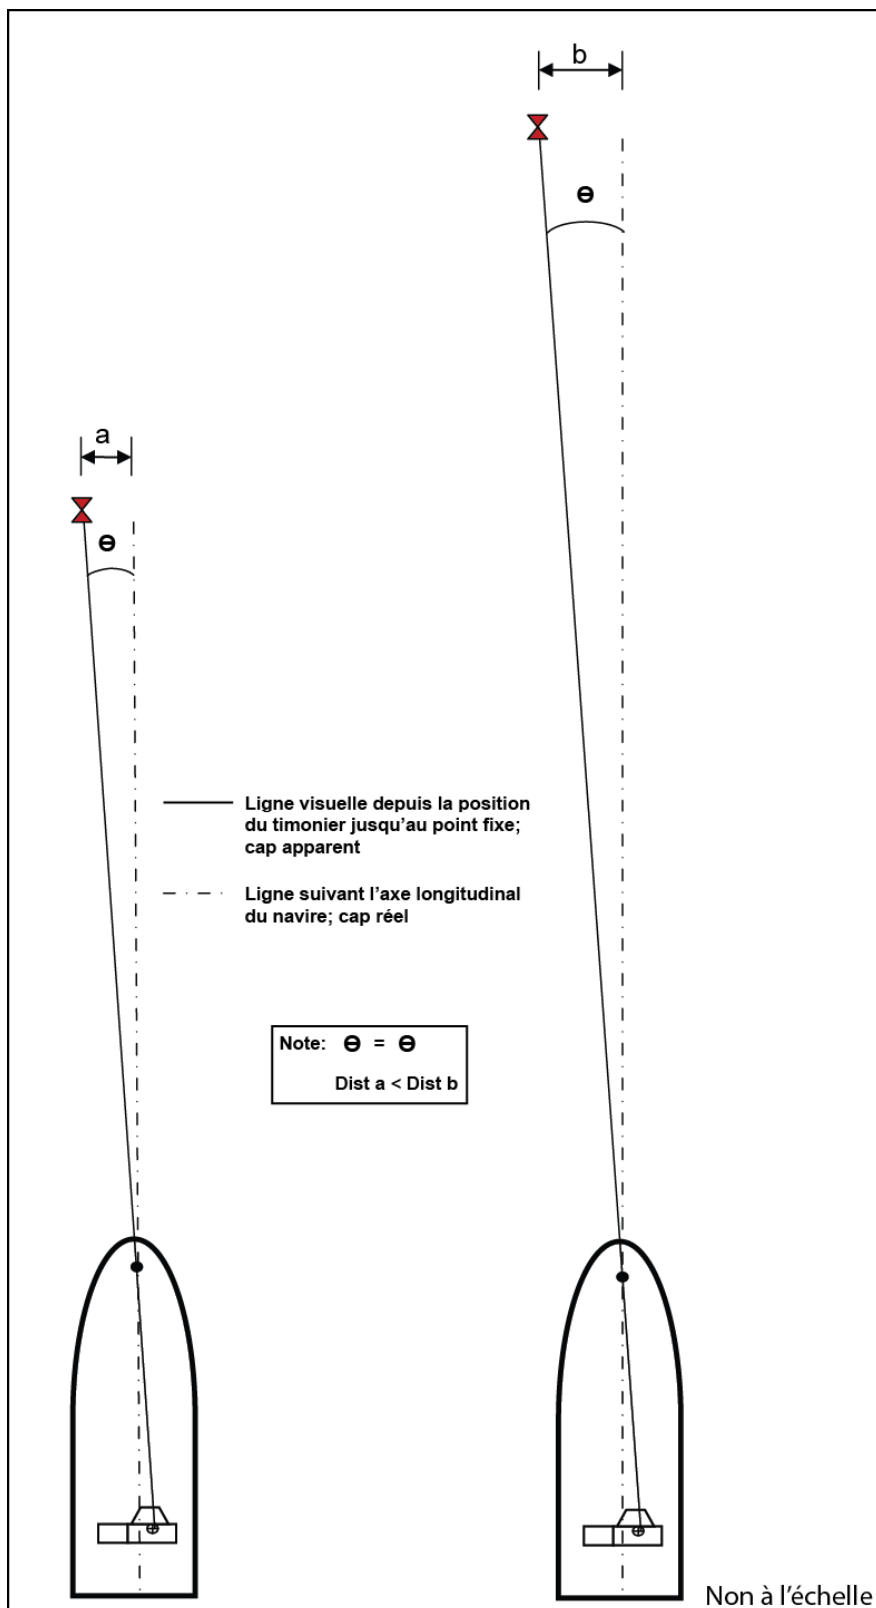 b
ɵ
a
ɵ
Ligne visuelle depuis la position
du timonier jusqu'au point fixe;
cap apparent
Ligne suivant l'axe longitudinal
du navire; cap réel
Note: ɵ = ɵ
Dist a < Dist b
Non à l'échelle